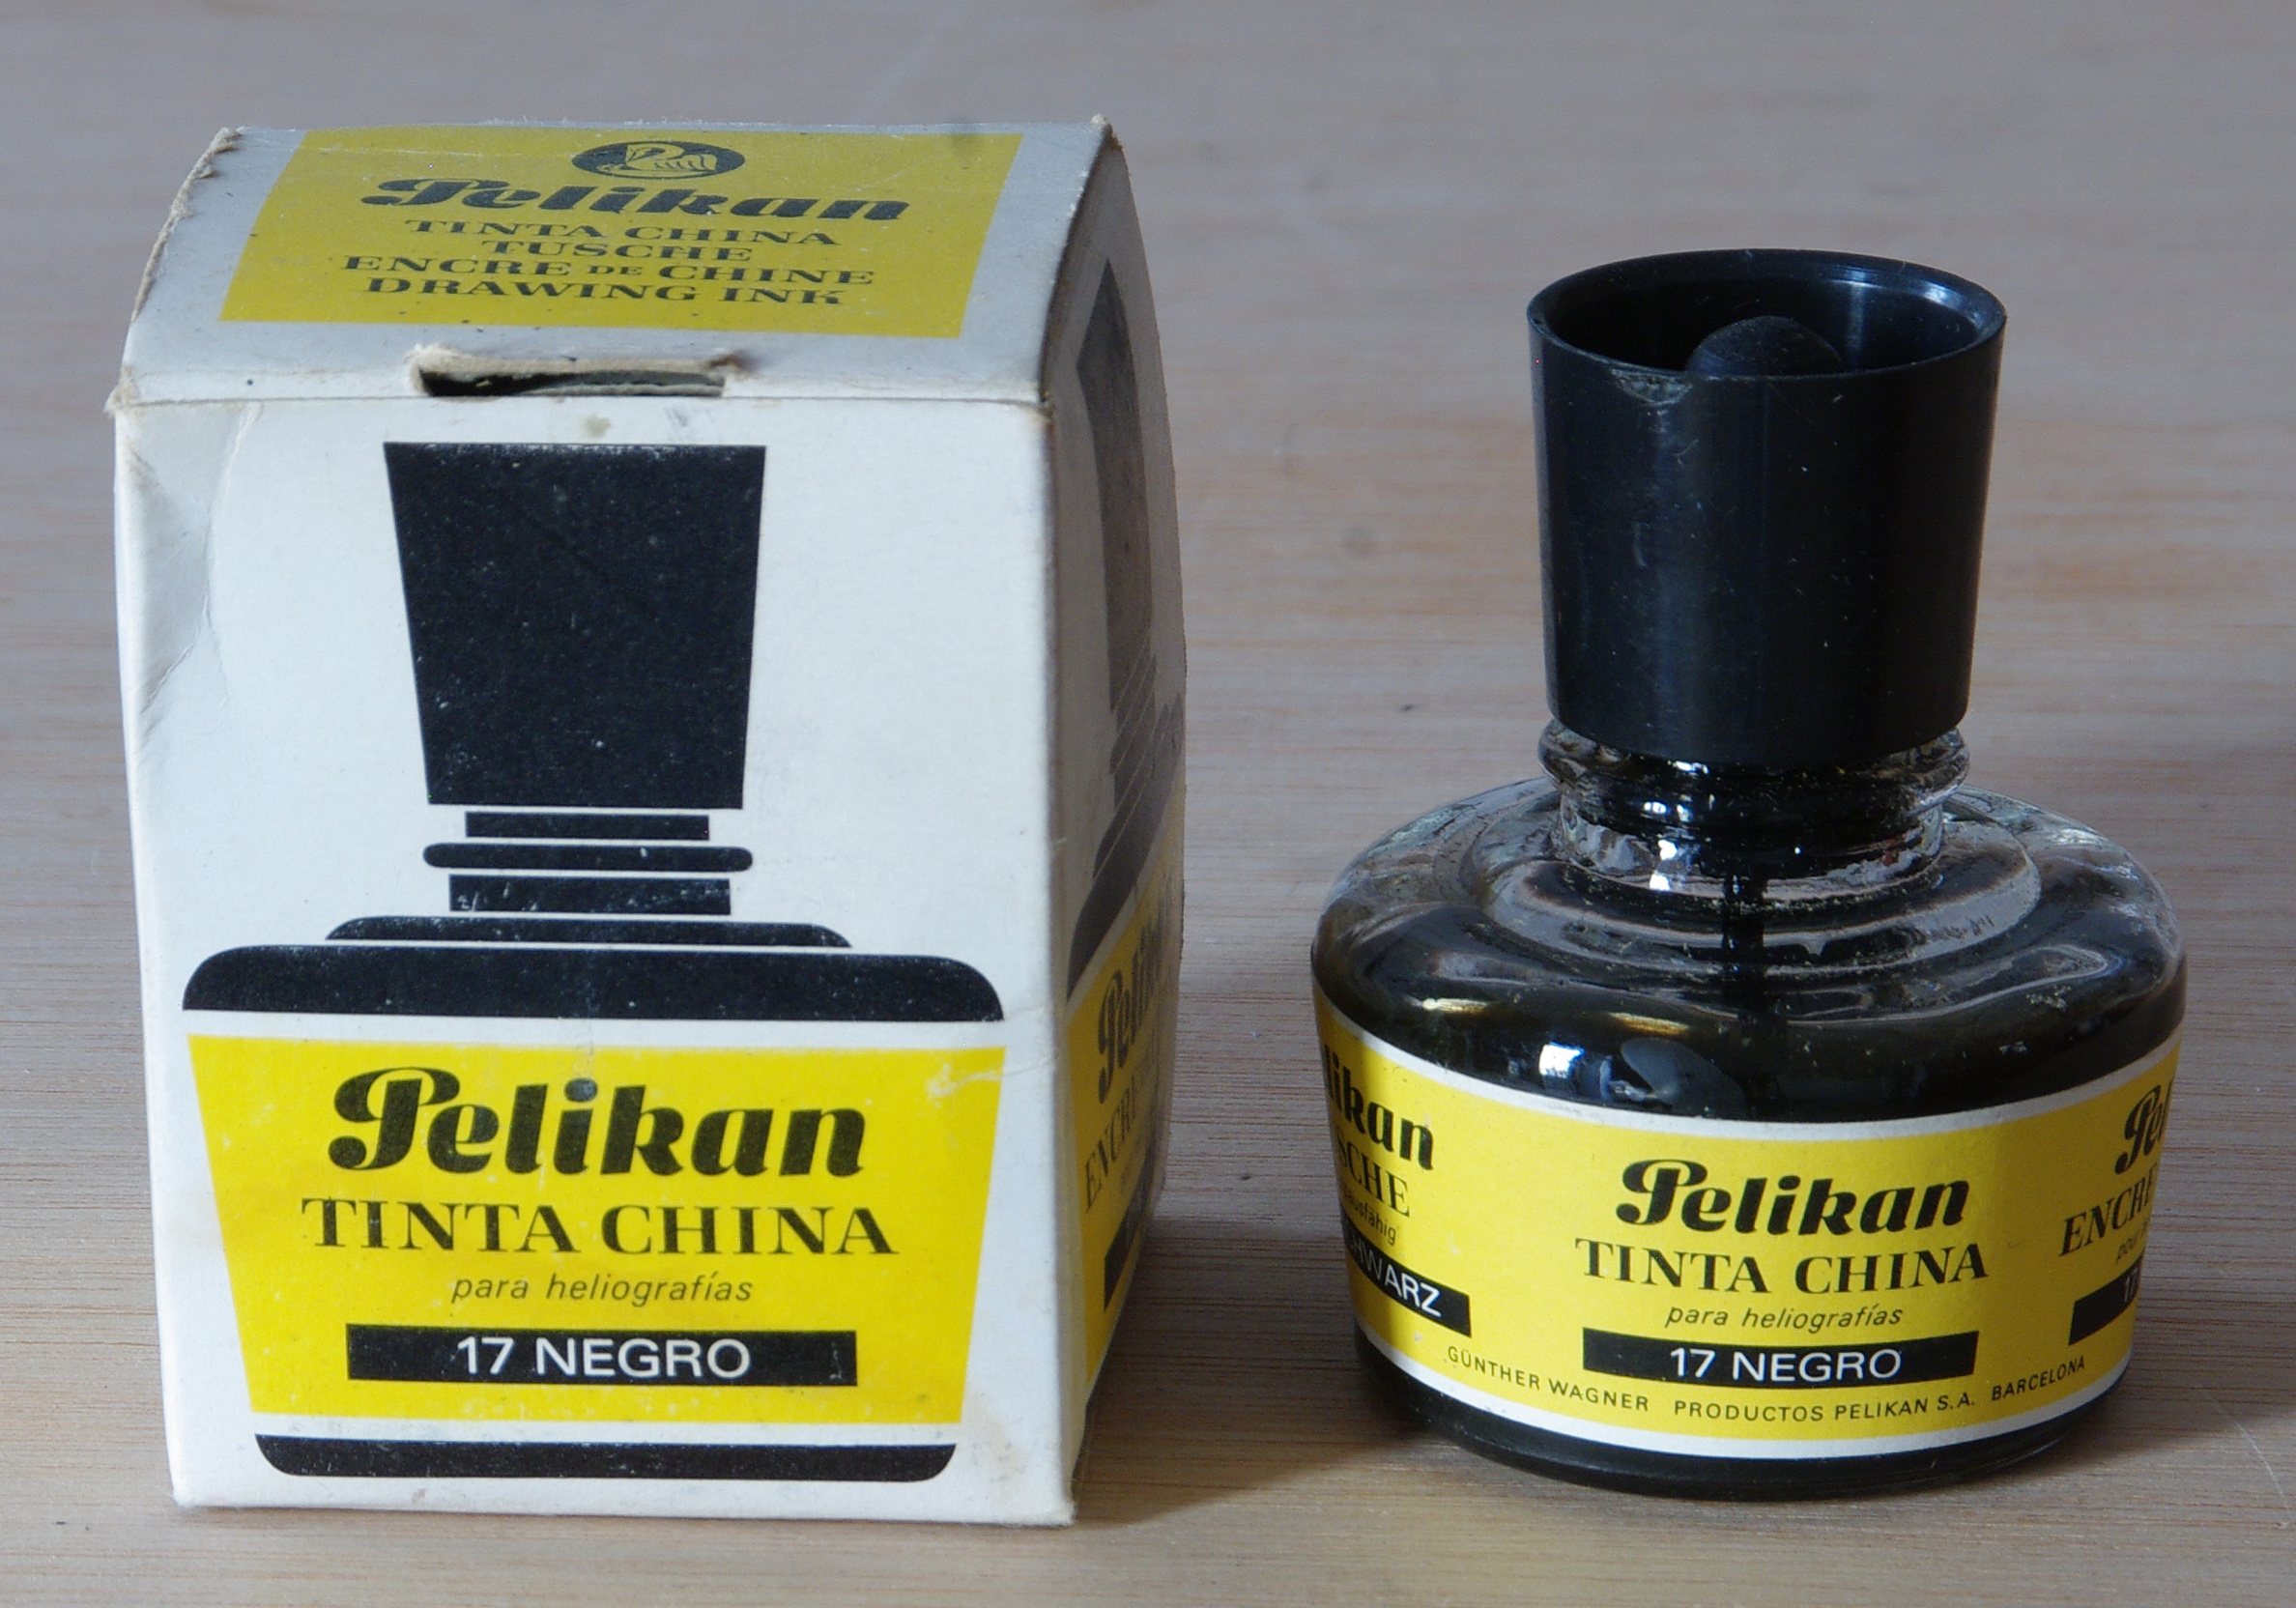 Pelikan
TINTA CHINA
TUSCHE
ENCRE DE CHINE
DRAWING INK
Pelikan
TINTA CHINA
para heliografías
17 NEGRO
Pelikan
TINTA CHINA
para heliografías
17 NEGRO
GÜNTHER WAGNER PRODUCTOS PELIKAN S.A. BARCELONA
ENCRE